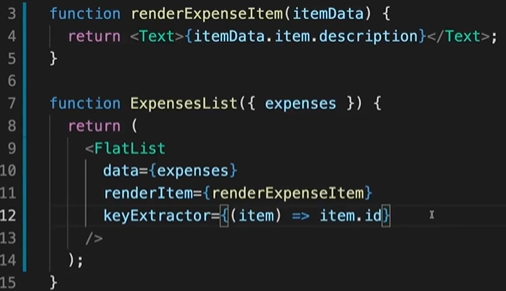 3 function renderExpenseItem(itemData) {
4 return <Text>{itemData.item.description}</Text>;
5 }
6
7 function ExpensesList({ expenses }) {
8 return (
9 <FlatList
10 data={expenses}
11 renderItem={renderExpenseItem}
12 keyExtractor={(item) => item.id}
13 />
14 );
15 }